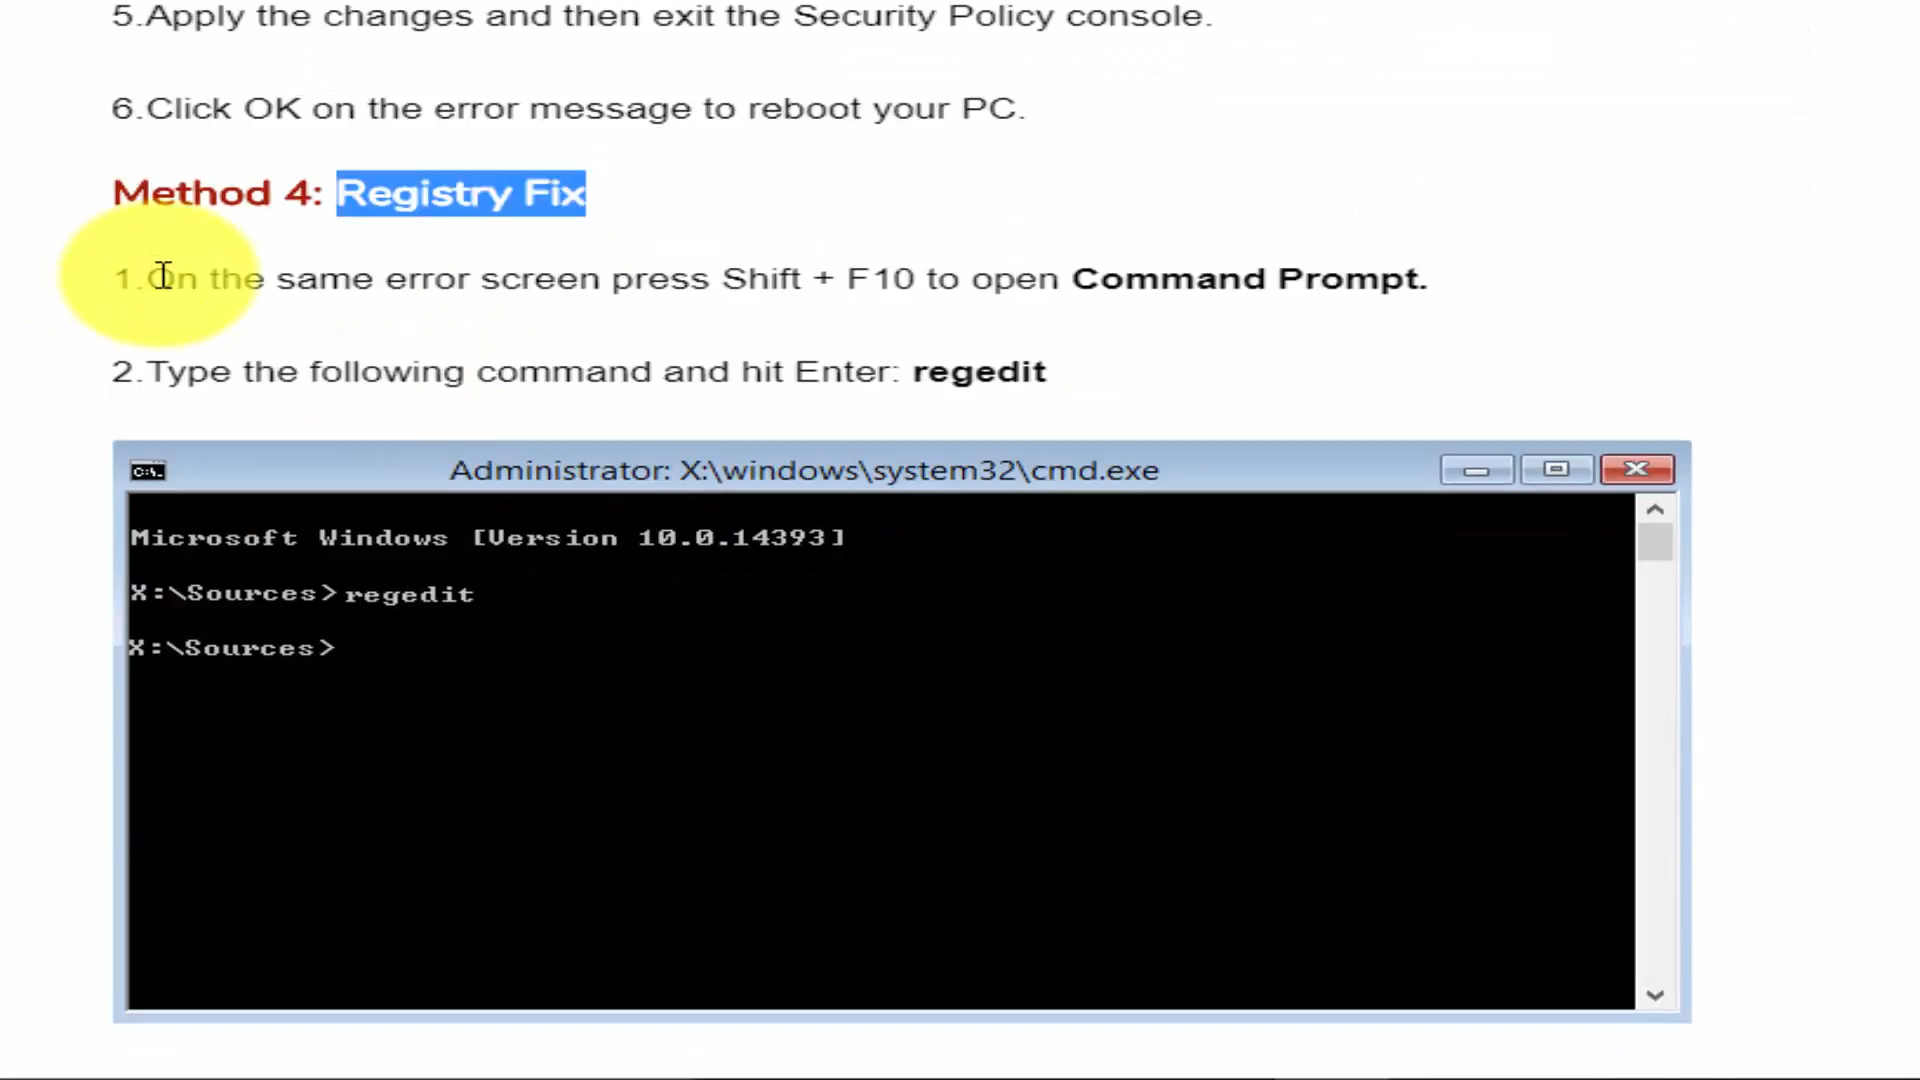 5.Apply the changes and then exit the Security Policy console.
6.Click OK on the error message to reboot your PC.
Method 4: Registry Fix
1.On the same error screen press Shift + F10 to open Command Prompt.
2.Type the following command and hit Enter: regedit
C:\.
Administrator: X:\windows\system32\cmd.exe
Microsoft Windows [Version 10.0.14393]
X:\Sources>regedit
X:\Sources>